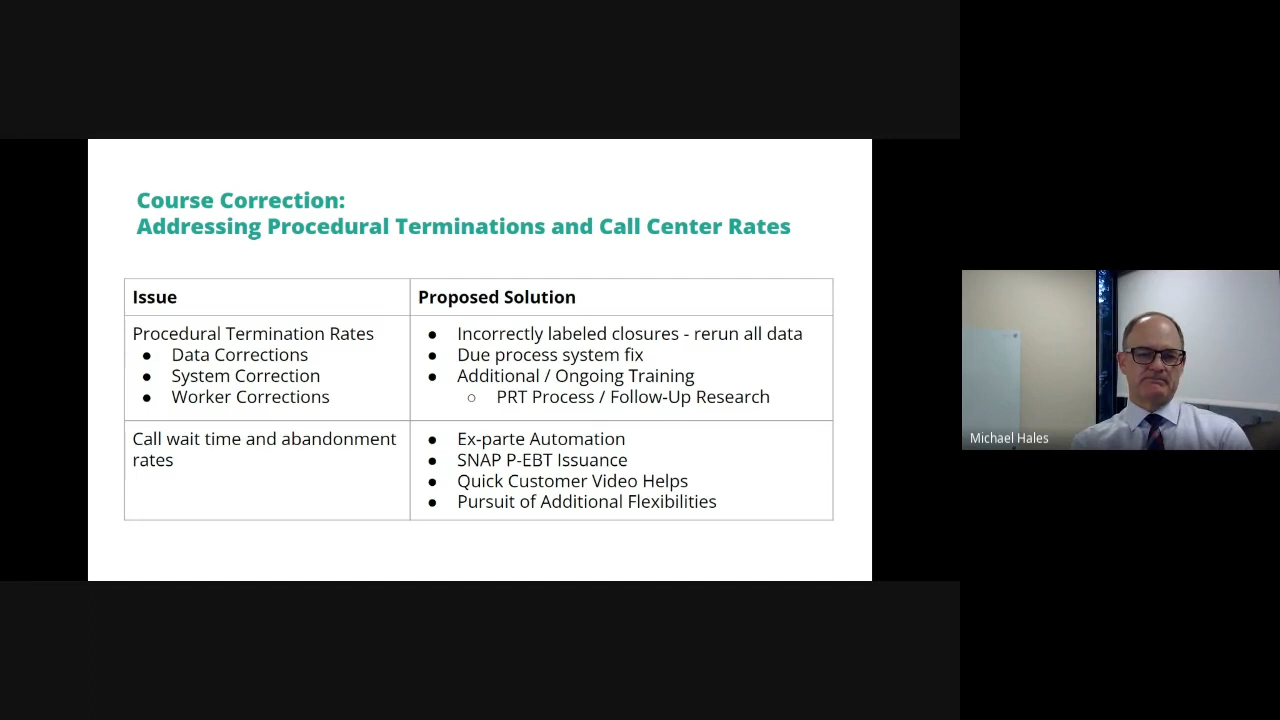 Course Correction:
Addressing Procedural Terminations and Call Center Rates
Issue
Proposed Solution
Procedural Termination Rates
● Data Corrections
● System Correction
● Worker Corrections
● Incorrectly labeled closures - rerun all data
● Due process system fix
● Additional / Ongoing Training
○ PRT Process / Follow-Up Research
Call wait time and abandonment
rates
● Ex-parte Automation
● SNAP P-EBT Issuance
● Quick Customer Video Helps
● Pursuit of Additional Flexibilities
Michael Hales